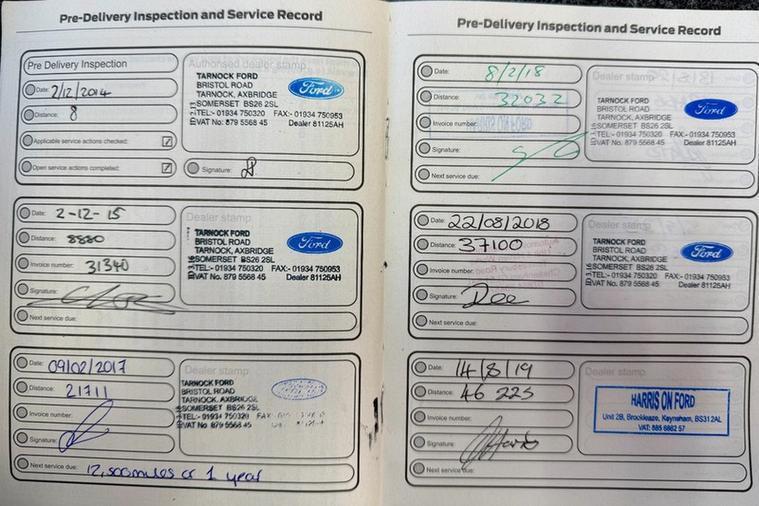 Pre-Delivery Inspection and Service Record
Pre Delivery Inspection
Authorised dealer stamp
Date: 2/12/2014
Distance: 8
Applicable service actions checked: ✓
Open service actions completed: ✓
TARNOCK FORD
BRISTOL ROAD
TARNOCK, AXBRIDGE
SOMERSET BS26 2SL
TEL:- 01934 750320 FAX:- 01934 750953
VAT No. 879 5568 45 Dealer 81125AH
Ford
Signature:
Date: 2-12-15
Distance: 8880
Invoice number: 31340
Signature:
Next service due:
Dealer stamp
TARNOCK FORD
BRISTOL ROAD
TARNOCK, AXBRIDGE
SOMERSET BS26 2SL
TEL:- 01934 750320 FAX:- 01934 750953
VAT No. 879 5568 45 Dealer 81125AH
Ford
Date: 09/02/2017
Distance: 21711
Invoice number:
Signature:
Next service due: 12,500 miles or 1 year
Dealer stamp
TARNOCK FORD
BRISTOL ROAD
TARNOCK, AXBRIDGE
SOMERSET BS26 2SL
TEL:- 01934 750320 FAX
VAT No. 879 5568 45
Pre-Delivery Inspection and Service Record
Date: 8/2/18
Distance: 32032
Invoice number:
Signature:
Next service due:
Dealer stamp
TARNOCK FORD
BRISTOL ROAD
TARNOCK, AXBRIDGE
SOMERSET BS26 2SL
TEL:- 01934 750320 FAX:- 01934 750953
VAT No. 879 5568 45 Dealer 81125AH
Ford
Date: 22/08/2018
Distance: 37100
Invoice number:
Signature: Dee
Next service due:
Dealer stamp
TARNOCK FORD
BRISTOL ROAD
TARNOCK, AXBRIDGE
SOMERSET BS26 2SL
TEL:- 01934 750320 FAX:- 01934 750953
VAT No. 879 5568 45 Dealer 81125AH
Ford
Date: 14/8/19
Distance: 46 225
Invoice number:
Signature:
Next service due:
Dealer stamp
HARRIS ON FORD
Unit 2B, Brockleaze, Keynsham, BS312AL
VAT: 885 6862 57